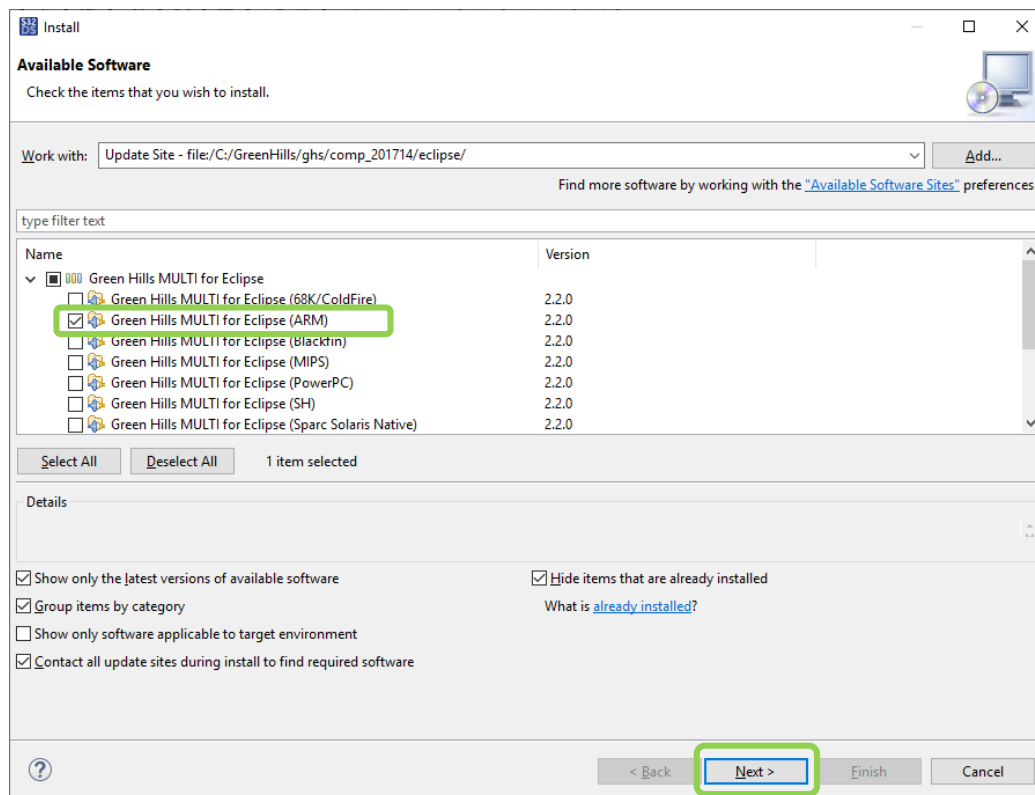 S32
DS
Install
Available Software
Check the items that you wish to install.
Work with: Update Site - file:/C:/GreenHills/ghs/comp_201714/eclipse/ Add...
Find more software by working with the "Available Software Sites" preferences.
type filter text
Name Version
Green Hills MULTI for Eclipse
Green Hills MULTI for Eclipse (68K/ColdFire) 2.2.0
Green Hills MULTI for Eclipse (ARM) 2.2.0
Green Hills MULTI for Eclipse (Blackfin) 2.2.0
Green Hills MULTI for Eclipse (MIPS) 2.2.0
Green Hills MULTI for Eclipse (PowerPC) 2.2.0
Green Hills MULTI for Eclipse (SH) 2.2.0
Green Hills MULTI for Eclipse (Sparc Solaris Native) 2.2.0
Select All Deselect All 1 item selected
Details
Show only the latest versions of available software Hide items that are already installed
Group items by category What is already installed?
Show only software applicable to target environment
Contact all update sites during install to find required software
? < Back Next > Finish Cancel